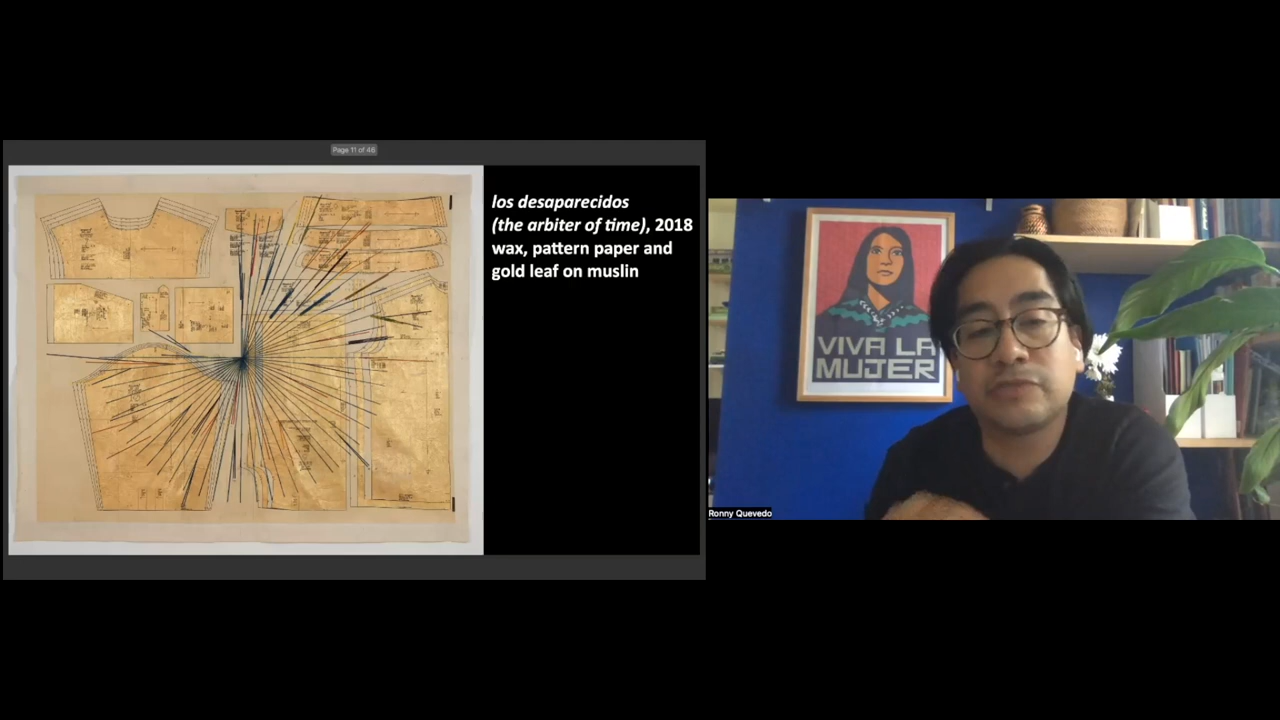 Page 11 of 46
los desaparecidos
(the arbiter of time), 2018
wax, pattern paper and
gold leaf on muslin
VIVA LA
MUJER
Ronny Quevedo